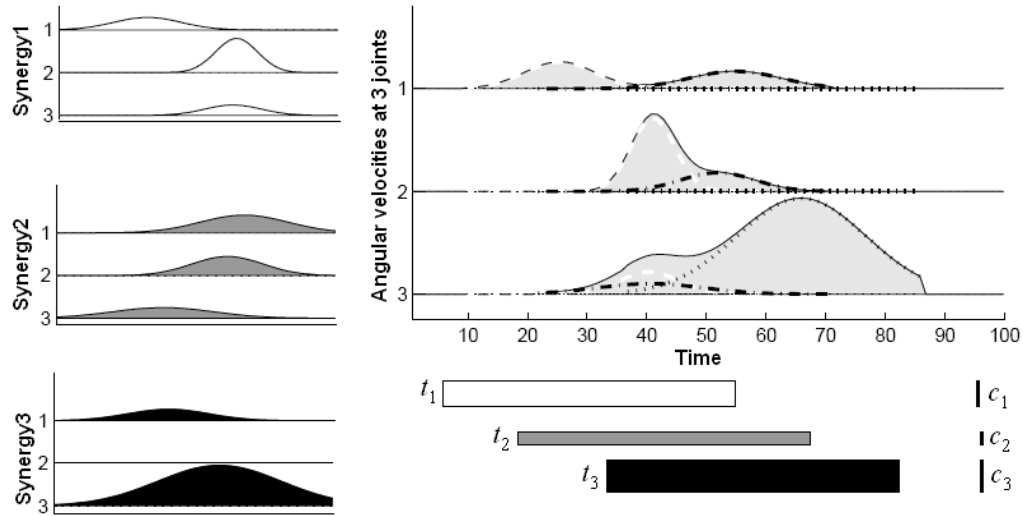 Synergy1
1
2
3
Synergy2
1
2
3
Synergy3
1
2
3
Angular velocities at 3 joints
1
2
3
10 20 30 40 50 60 70 80 90 100
Time
t1 c1
t2 c2
t3 c3